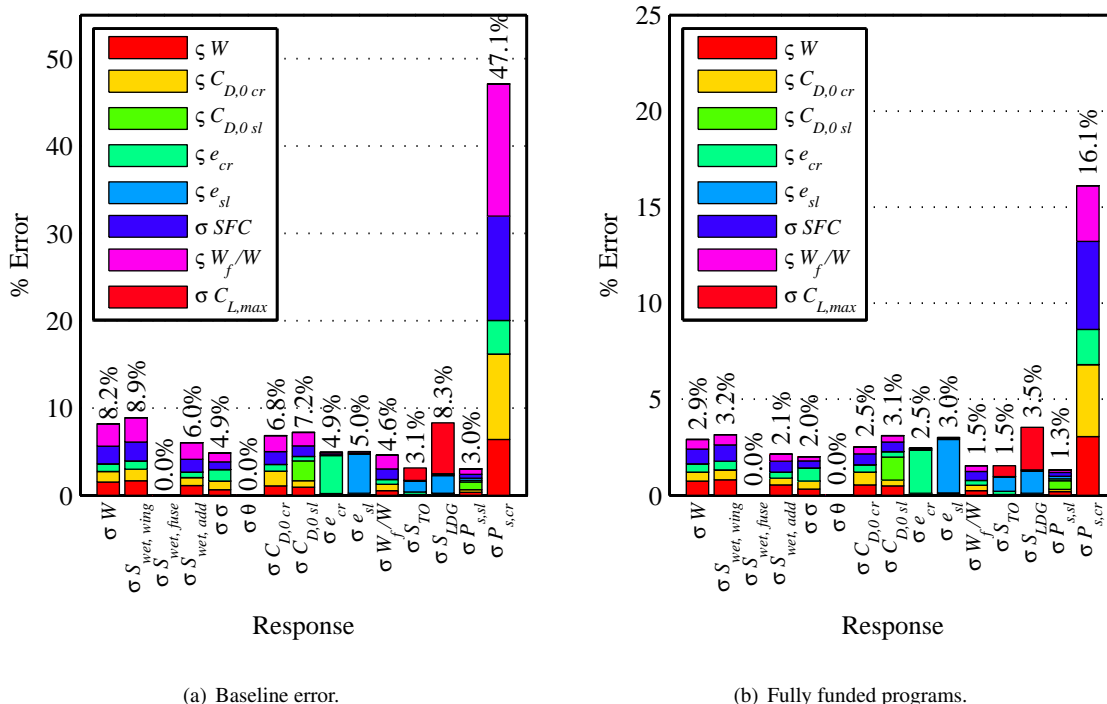 50
40
30
20
10
0
% Error
ς W
ς C_{D,0 cr}
ς C_{D,0 sl}
ς e_{cr}
ς e_{sl}
σ SFC
ς W_f/W
σ C_{L,max}
8.2%
8.9%
0.0%
6.0%
4.9%
0.0%
6.8%
7.2%
4.9%
5.0%
4.6%
3.1%
8.3%
3.0%
47.1%
σ W
σ S_{wet, wing}
σ S_{wet, fuse}
σ S_{wet, add}
σ σ
σ θ
σ C_{D,0 cr}
σ C_{D,0 sl}
σ e_{cr}
σ e_{sl}
σ W_f/W
σ S_{TO}
σ S_{LDG}
σ P_{s,sl}
σ P_{s,cr}
Response
(a) Baseline error.
25
20
15
10
5
0
% Error
ς W
ς C_{D,0 cr}
ς C_{D,0 sl}
ς e_{cr}
ς e_{sl}
σ SFC
ς W_f/W
σ C_{L,max}
2.9%
3.2%
0.0%
2.1%
2.0%
0.0%
2.5%
3.1%
2.5%
3.0%
1.5%
1.5%
3.5%
1.3%
16.1%
σ W
σ S_{wet, wing}
σ S_{wet, fuse}
σ S_{wet, add}
σ σ
σ θ
σ C_{D,0 cr}
σ C_{D,0 sl}
σ e_{cr}
σ e_{sl}
σ W_f/W
σ S_{TO}
σ S_{LDG}
σ P_{s,sl}
σ P_{s,cr}
Response
(b) Fully funded programs.